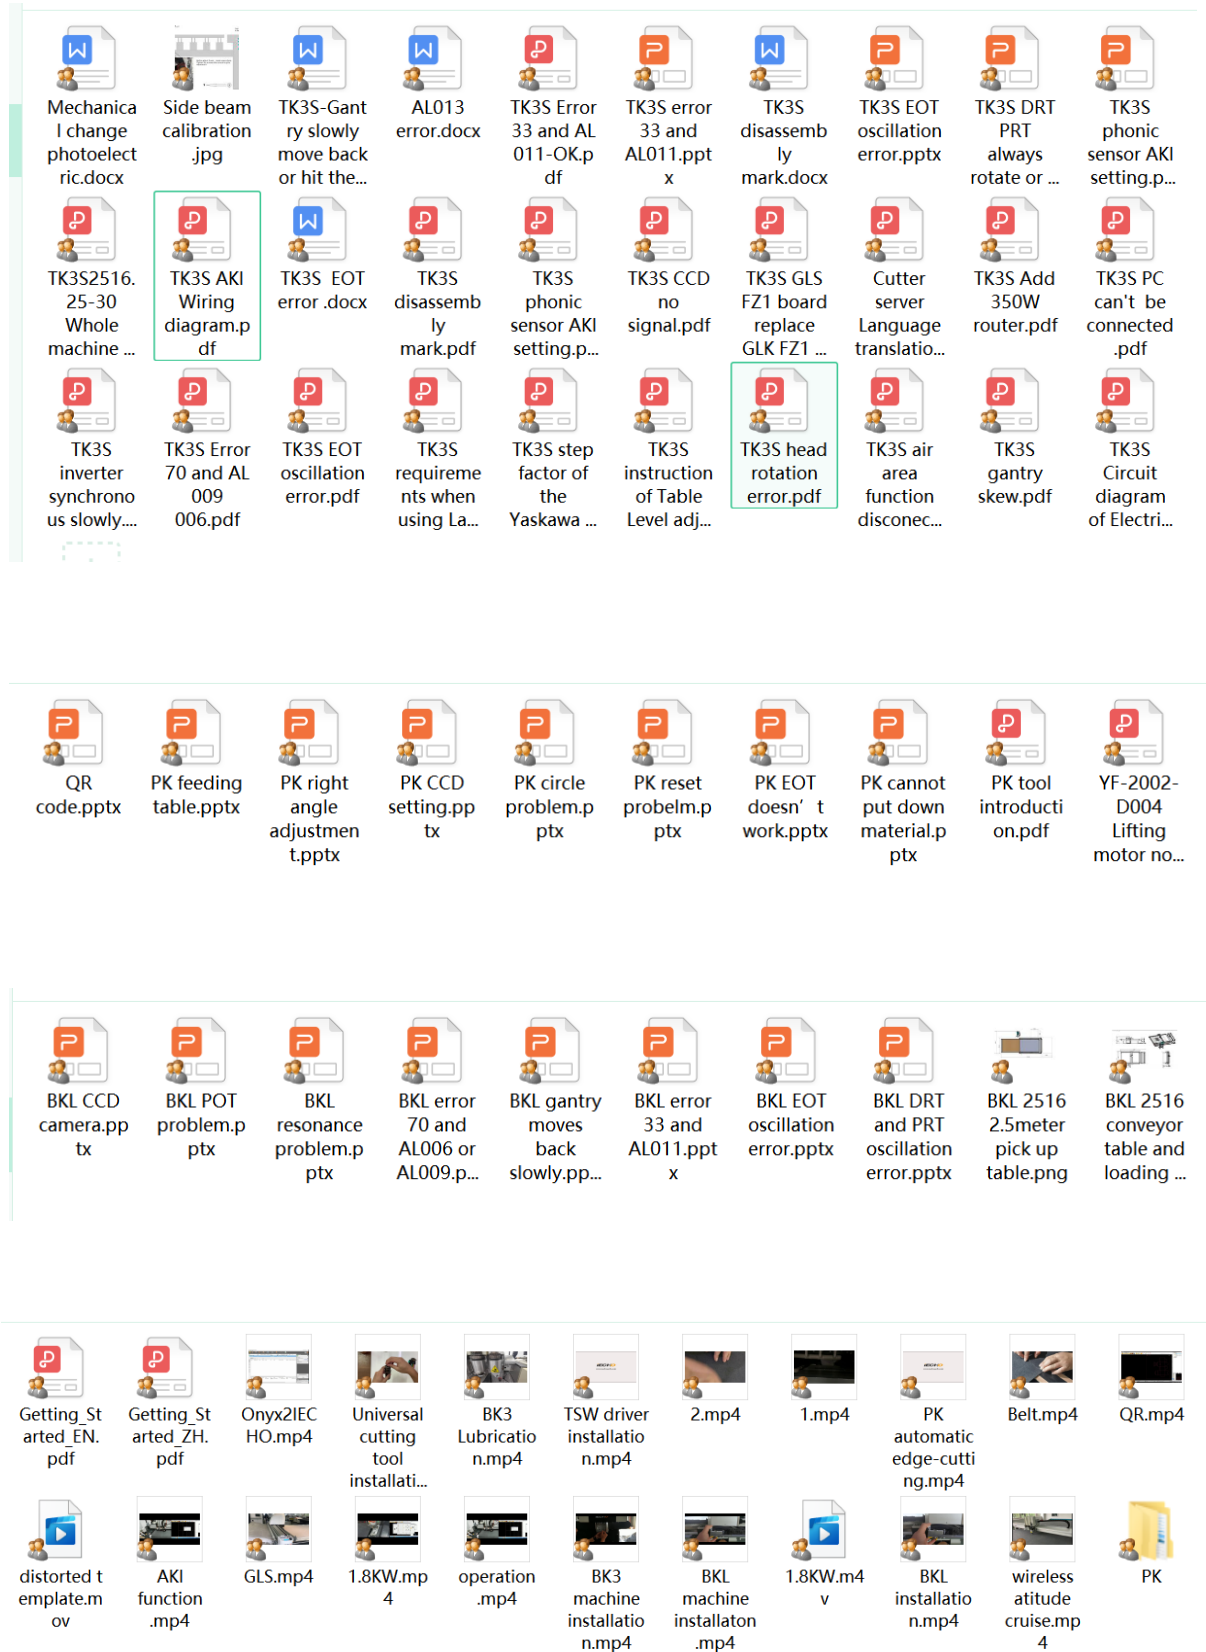 Mechanica
l change
photoelect
ric.docx
Side beam
calibration
.jpg
TK3S-Gant
ry slowly
move back
or hit the...
AL013
error.docx
TK3S Error
33 and AL
011-OK.p
df
TK3S error
33 and
AL011.ppt
x
TK3S
disassemb
ly
mark.docx
TK3S EOT
oscillation
error.pptx
TK3S DRT
PRT
always
rotate or ...
TK3S
phonic
sensor AKI
setting.p...
TK3S2516.
25-30
Whole
machine ...
TK3S AKI
Wiring
diagram.p
df
TK3S  EOT
error .docx
TK3S
disassemb
ly
mark.pdf
TK3S
phonic
sensor AKI
setting.p...
TK3S CCD
no
signal.pdf
TK3S GLS
FZ1 board
replace
GLK FZ1 ...
Cutter
server
Language
translatio...
TK3S Add
350W
router.pdf
TK3S PC
can't  be
connected
.pdf
TK3S
inverter
synchrono
us slowly....
TK3S Error
70 and AL
009
006.pdf
TK3S EOT
oscillation
error.pdf
TK3S
requireme
nts when
using La...
TK3S step
factor of
the
Yaskawa ...
TK3S
instruction
of Table
Level adj...
TK3S head
rotation
error.pdf
TK3S air
area
function
disconec...
TK3S
gantry
skew.pdf
TK3S
Circuit
diagram
of Electri...
QR
code.pptx
PK feeding
table.pptx
PK right
angle
adjustmen
t.pptx
PK CCD
setting.pp
tx
PK circle
problem.p
ptx
PK reset
probelm.p
ptx
PK EOT
doesn’ t
work.pptx
PK cannot
put down
material.p
ptx
PK tool
introducti
on.pdf
YF-2002-
D004
Lifting
motor no...
BKL CCD
camera.pp
tx
BKL POT
problem.p
ptx
BKL
resonance
problem.p
ptx
BKL error
70 and
AL006 or
AL009.p...
BKL gantry
moves
back
slowly.pp...
BKL error
33 and
AL011.ppt
x
BKL EOT
oscillation
error.pptx
BKL DRT
and PRT
oscillation
error.pptx
BKL 2516
2.5meter
pick up
table.png
BKL 2516
conveyor
table and
loading ...
Getting_St
arted_EN.
pdf
Getting_St
arted_ZH.
pdf
Onyx2IEC
HO.mp4
Universal
cutting
tool
installati...
BK3
Lubricatio
n.mp4
TSW driver
installatio
n.mp4
2.mp4
1.mp4
PK
automatic
edge-cutti
ng.mp4
Belt.mp4
QR.mp4
distorted t
emplate.m
ov
AKI
function
.mp4
GLS.mp4
1.8KW.mp
4
operation
.mp4
BK3
machine
installatio
n.mp4
BKL
machine
installaton
.mp4
1.8KW.m4
v
BKL
installatio
n.mp4
wireless
atitude
cruise.mp
4
PK